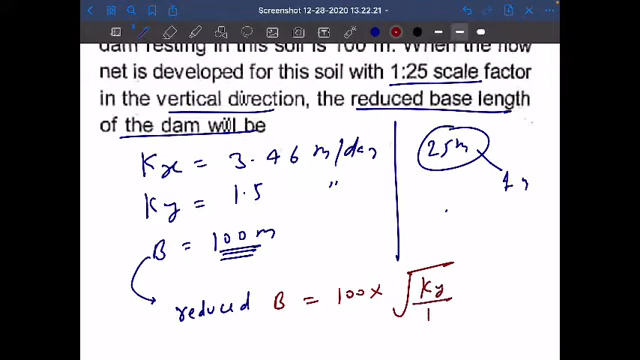 Screenshot 12-28-2020 13.22.21
dam resting in this soil is 100 m. When the flow
net is developed for this soil with 1:25 scale factor
in the vertical direction, the reduced base length
of the dam will be
Kx = 3.46 m/day
Ky = 1.5 "
B = 100 m
reduced B = 100 x √Ky/1
25m